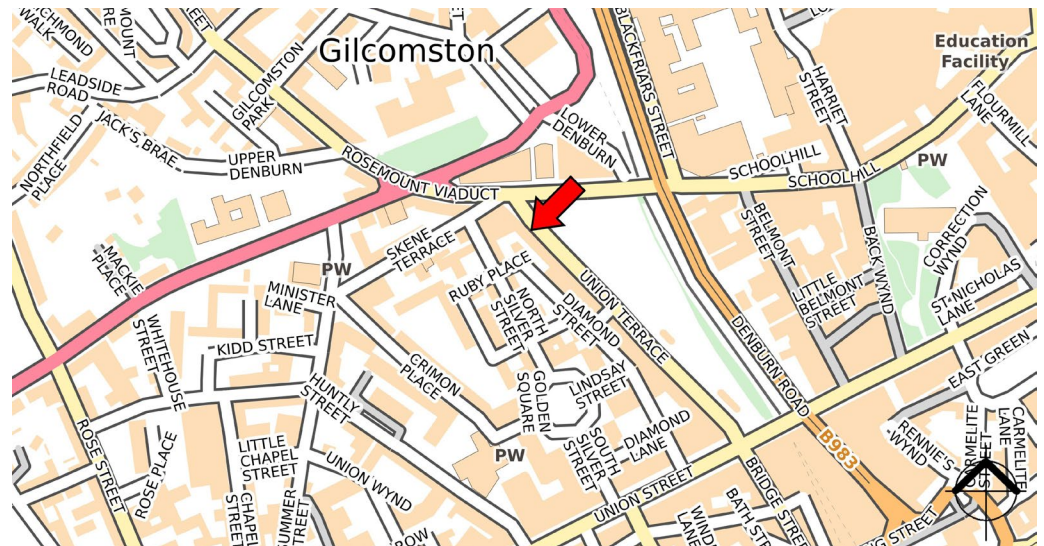 RICHMOND
WALK
STREET
Gilcomston
BLACKFRIARS STREET
Education
Facility
LEADSIDE
ROAD
GILCOMSTON
PARK
HARRIET
STREET
FLOURMILL
LANE
NORTHFIELD
PLACE
JACK'S BRAE
UPPER
DENBURN
LOWER
DENBURN
ROSEMOUNT VIADUCT
SCHOOLHILL
SCHOOLHILL
PW
MACKIE
PLACE
SKENE
TERRACE
BELMONT
STREET
BACK WYND
CORRECTION
WYND
PW
MINISTER
LANE
RUBY PLACE
UNION TERRACE
LITTLE
BELMONT
STREET
ST NICHOLAS
LANE
WHITEHOUSE
STREET
KIDD STREET
NORTH
SILVER
STREET
DIAMOND
STREET
DENBURN ROAD
CRIMON
PLACE
HUNTLY
STREET
GOLDEN
SQUARE
LINDSAY
STREET
EAST GREEN
ROSE STREET
ROSE PLACE
LITTLE
CHAPEL
STREET
UNION WYND
PW
SOUTH
SILVER
STREET
DIAMOND
LANE
B983
RENNIE'S
WYND
CARMELITE
STREET
CARMELITE
LANE
UNION STREET
BRIDGE STREET
BATH STREET
CHAPEL
SUMMER